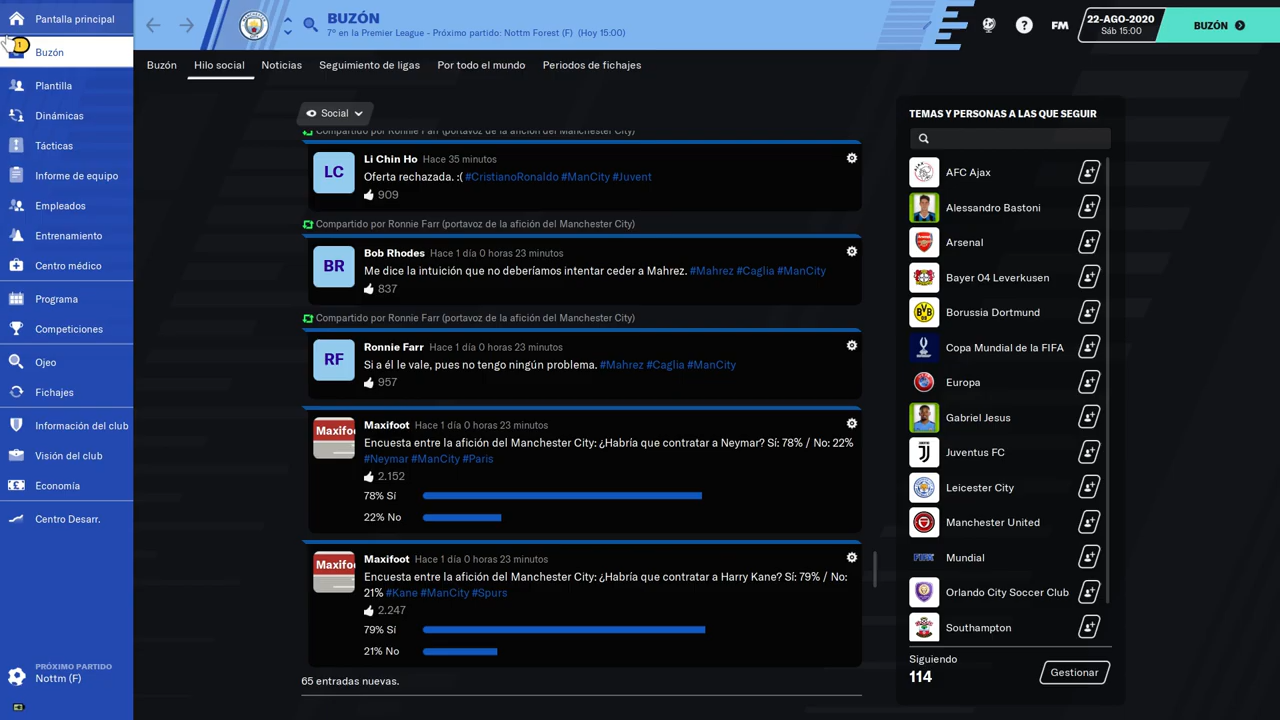 Pantalla principal
1
Buzón
Plantilla
Dinámicas
Tácticas
Informe de equipo
Empleados
Entrenamiento
Centro médico
Programa
Competiciones
Ojeo
Fichajes
Información del club
Visión del club
Economía
Centro Desarr.
PRÓXIMO PARTIDO
Nottm (F)
BUZÓN
7º en la Premier League - Próximo partido: Nottm Forest (F) (Hoy 15:00)
FM
22-AGO-2020
Sáb 15:00
BUZÓN
Buzón
Hilo social
Noticias
Seguimiento de ligas
Por todo el mundo
Periodos de fichajes
Social
Compartido por Ronnie Farr (portavoz de la afición del Manchester City)
LC
Li Chin Ho Hace 35 minutos
Oferta rechazada. :( #CristianoRonaldo #ManCity #Juvent
909
Compartido por Ronnie Farr (portavoz de la afición del Manchester City)
BR
Bob Rhodes Hace 1 día 0 horas 23 minutos
Me dice la intuición que no deberíamos intentar ceder a Mahrez. #Mahrez #Caglia #ManCity
837
Compartido por Ronnie Farr (portavoz de la afición del Manchester City)
RF
Ronnie Farr Hace 1 día 0 horas 23 minutos
Si a él le vale, pues no tengo ningún problema. #Mahrez #Caglia #ManCity
957
Maxifoo
Maxifoot Hace 1 día 0 horas 23 minutos
Encuesta entre la afición del Manchester City: ¿Habría que contratar a Neymar? Sí: 78% / No: 22%
#Neymar #ManCity #Paris
2.152
78% Sí
22% No
Maxifoo
Maxifoot Hace 1 día 0 horas 23 minutos
Encuesta entre la afición del Manchester City: ¿Habría que contratar a Harry Kane? Sí: 79% / No:
21% #Kane #ManCity #Spurs
2.247
79% Sí
21% No
65 entradas nuevas.
TEMAS Y PERSONAS A LAS QUE SEGUIR
AFC Ajax
Alessandro Bastoni
Arsenal
Bayer 04 Leverkusen
Borussia Dortmund
Copa Mundial de la FIFA
Europa
Gabriel Jesus
Juventus FC
Leicester City
Manchester United
FIFA
Mundial
Orlando City Soccer Club
Southampton
Siguiendo
114
Gestionar